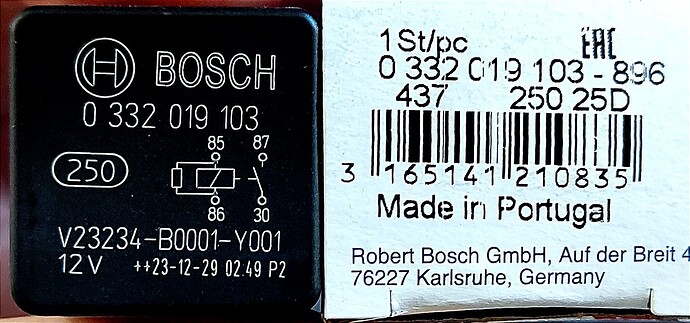 BOSCH
0 332 019 103
85 87
250
86 30
V23234-B0001-Y001
12V ++23-12-29 02.49 P2
1St/pc EAC
0 332 019 103 - 896
437 250 25D
3 165141 210835
Made in Portugal
Robert Bosch GmbH, Auf der Breit 4
76227 Karlsruhe, Germany